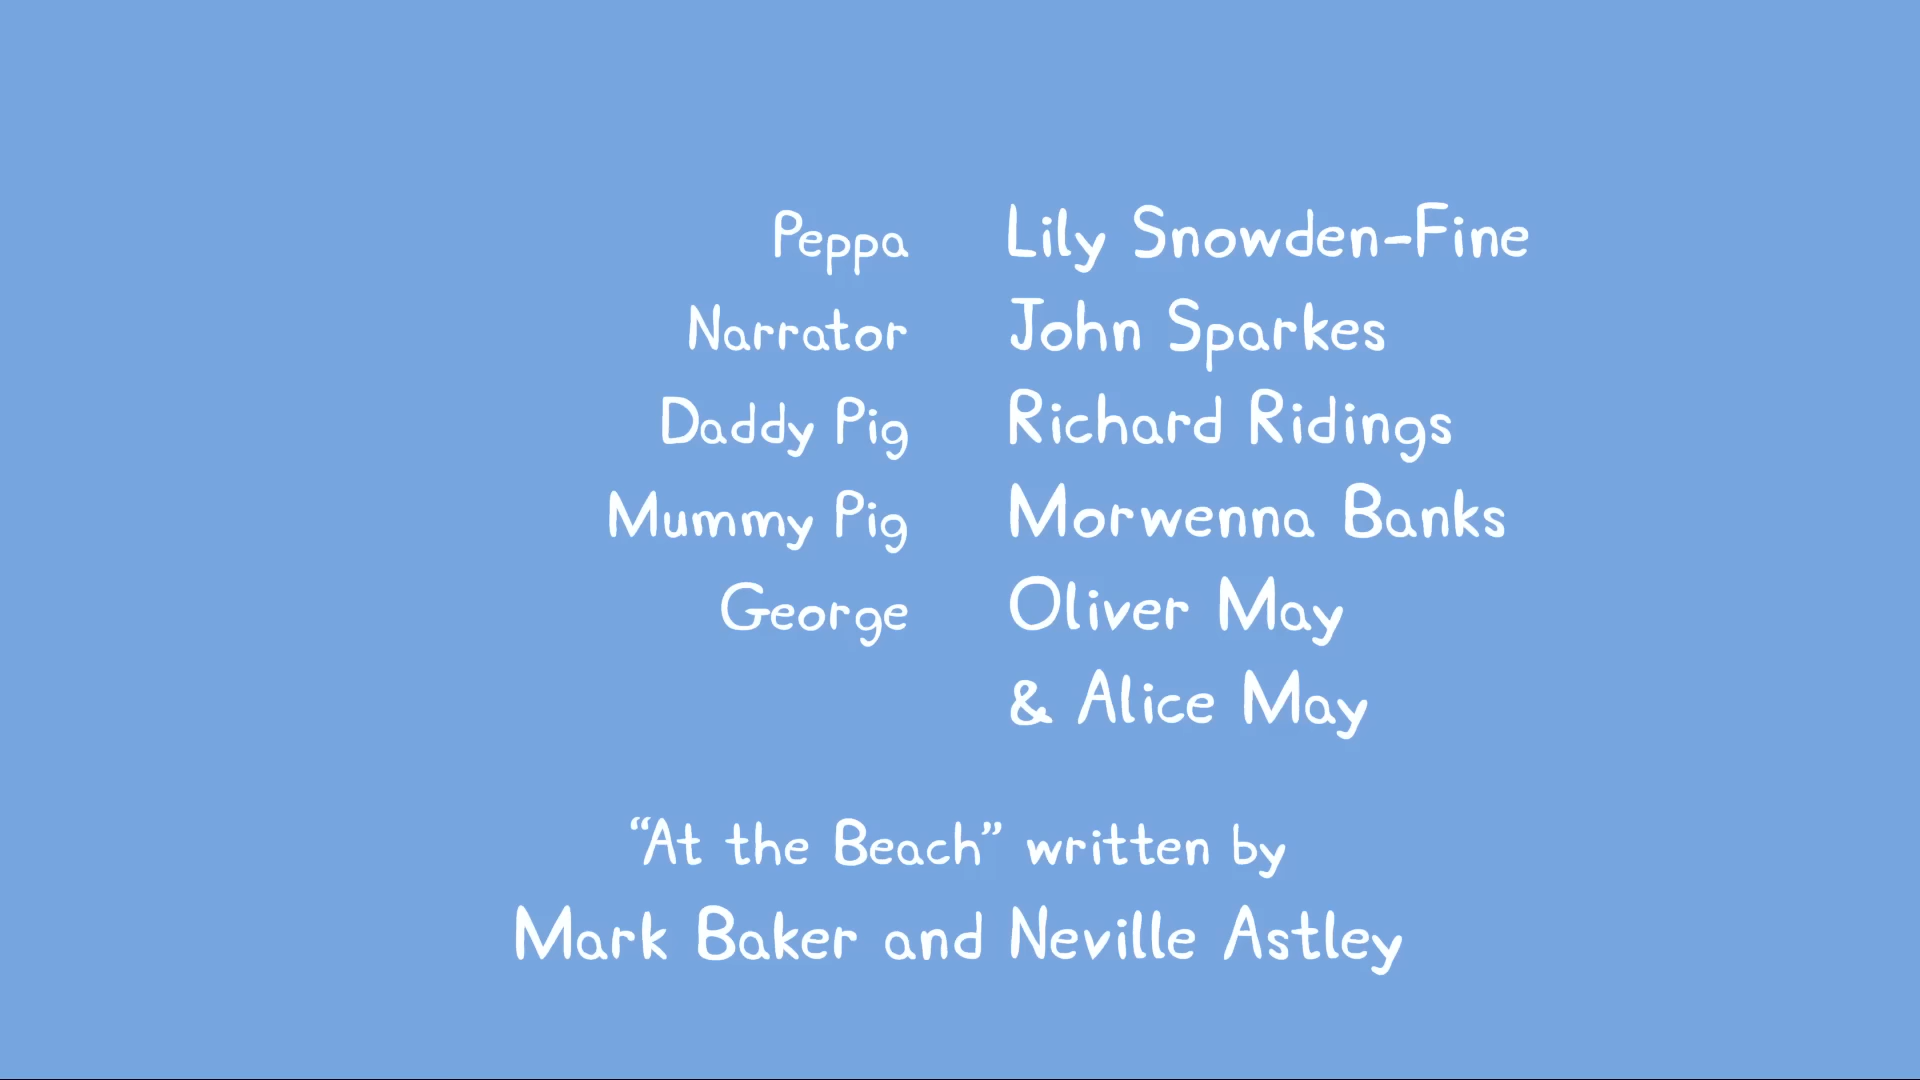 Peppa Lily Snowden-Fine
Narrator John Sparkes
Daddy Pig Richard Ridings
Mummy Pig Morwenna Banks
George Oliver May
& Alice May
“At the Beach” written by
Mark Baker and Neville Astley